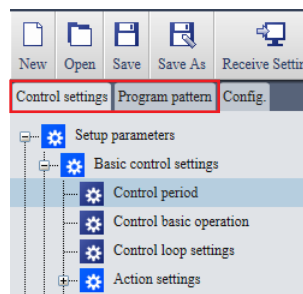 New Open Save Save As Receive Settin
Control settings Program pattern Config.
Setup parameters
Basic control settings
Control period
Control basic operation
Control loop settings
Action settings